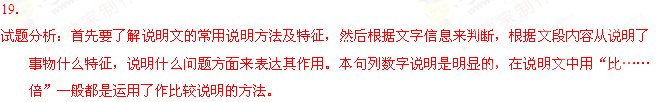 19.
试题分析：首先要了解说明文的常用说明方法及特征，然后根据文字信息来判断，根据文段内容从说明了
事物什么特征，说明什么问题方面来表达其作用。本句列数字说明是明显的，在说明文中用“比……
倍”一般都是运用了作比较说明的方法。